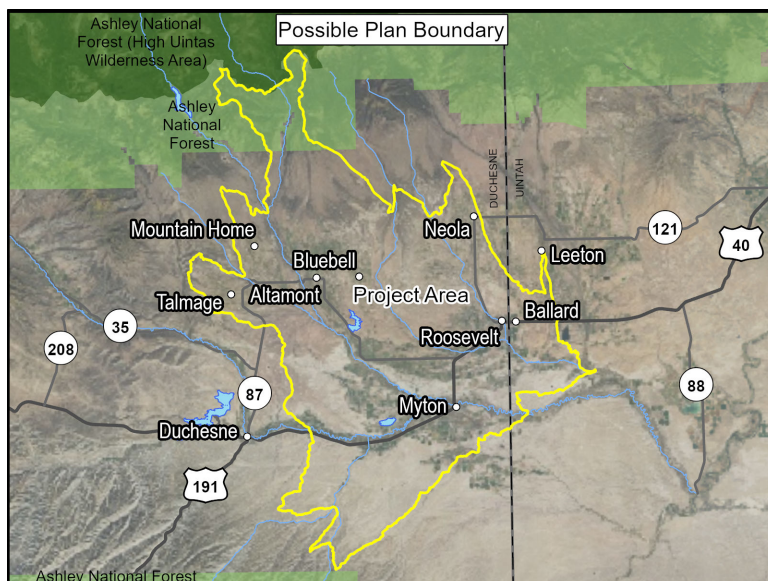 Possible Plan Boundary
Ashley National
Forest (High Uintas
Wilderness Area)
Ashley
National
Forest
DUCHESNE
UINTAH
Mountain Home
Neola
121
40
Leeton
Bluebell
Talmage
Altamont
Project Area
Ballard
Roosevelt
35
208
87
88
Myton
Duchesne
191
Ashley National Forest